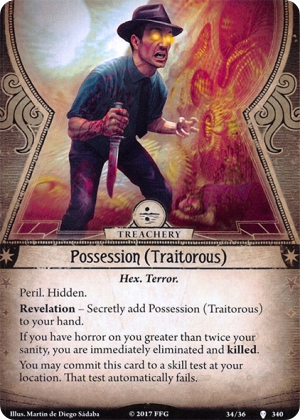 TREACHERY
Possession (Traitorous)
Hex. Terror.
Peril. Hidden.
Revelation – Secretly add Possession (Traitorous)
to your hand.
If you have horror on you greater than twice your
sanity, you are immediately eliminated and killed.
You may commit this card to a skill test at your
location. That test automatically fails.
Illus. Martin de Diego Sádaba © 2017 FFG 34/36 340